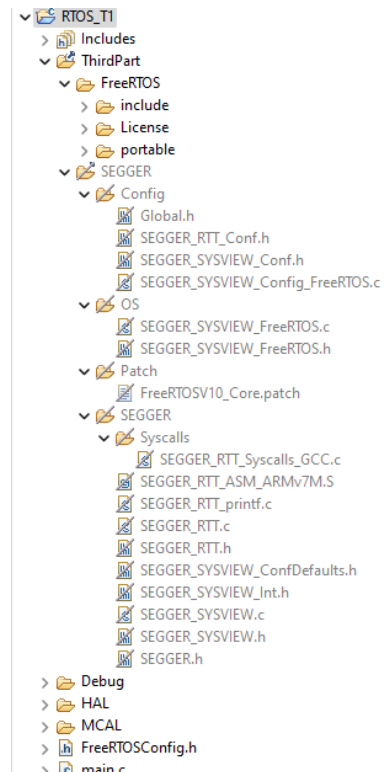 RTOS_T1
Includes
ThirdPart
FreeRTOS
include
License
portable
SEGGER
Config
Global.h
SEGGER_RTT_Conf.h
SEGGER_SYSVIEW_Conf.h
SEGGER_SYSVIEW_Config_FreeRTOS.c
OS
SEGGER_SYSVIEW_FreeRTOS.c
SEGGER_SYSVIEW_FreeRTOS.h
Patch
FreeRTOSV10_Core.patch
SEGGER
Syscalls
SEGGER_RTT_Syscalls_GCC.c
SEGGER_RTT_ASM_ARMv7M.S
SEGGER_RTT_printf.c
SEGGER_RTT.c
SEGGER_RTT.h
SEGGER_SYSVIEW_ConfDefaults.h
SEGGER_SYSVIEW_Int.h
SEGGER_SYSVIEW.c
SEGGER_SYSVIEW.h
SEGGER.h
Debug
HAL
MCAL
FreeRTOSConfig.h
main.c